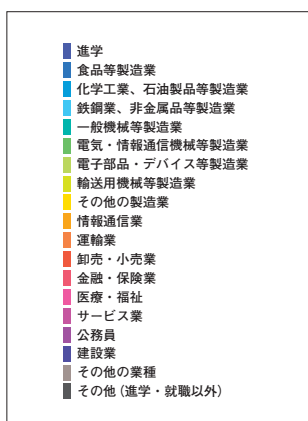 進学
食品等製造業
化学工業、石油製品等製造業
鉄鋼業、非金属品等製造業
一般機械等製造業
電気・情報通信機械等製造業
電子部品・デバイス等製造業
輸送用機械等製造業
その他の製造業
情報通信業
運輸業
卸売・小売業
金融・保険業
医療・福祉
サービス業
公務員
建設業
その他の業種
その他（進学・就職以外）